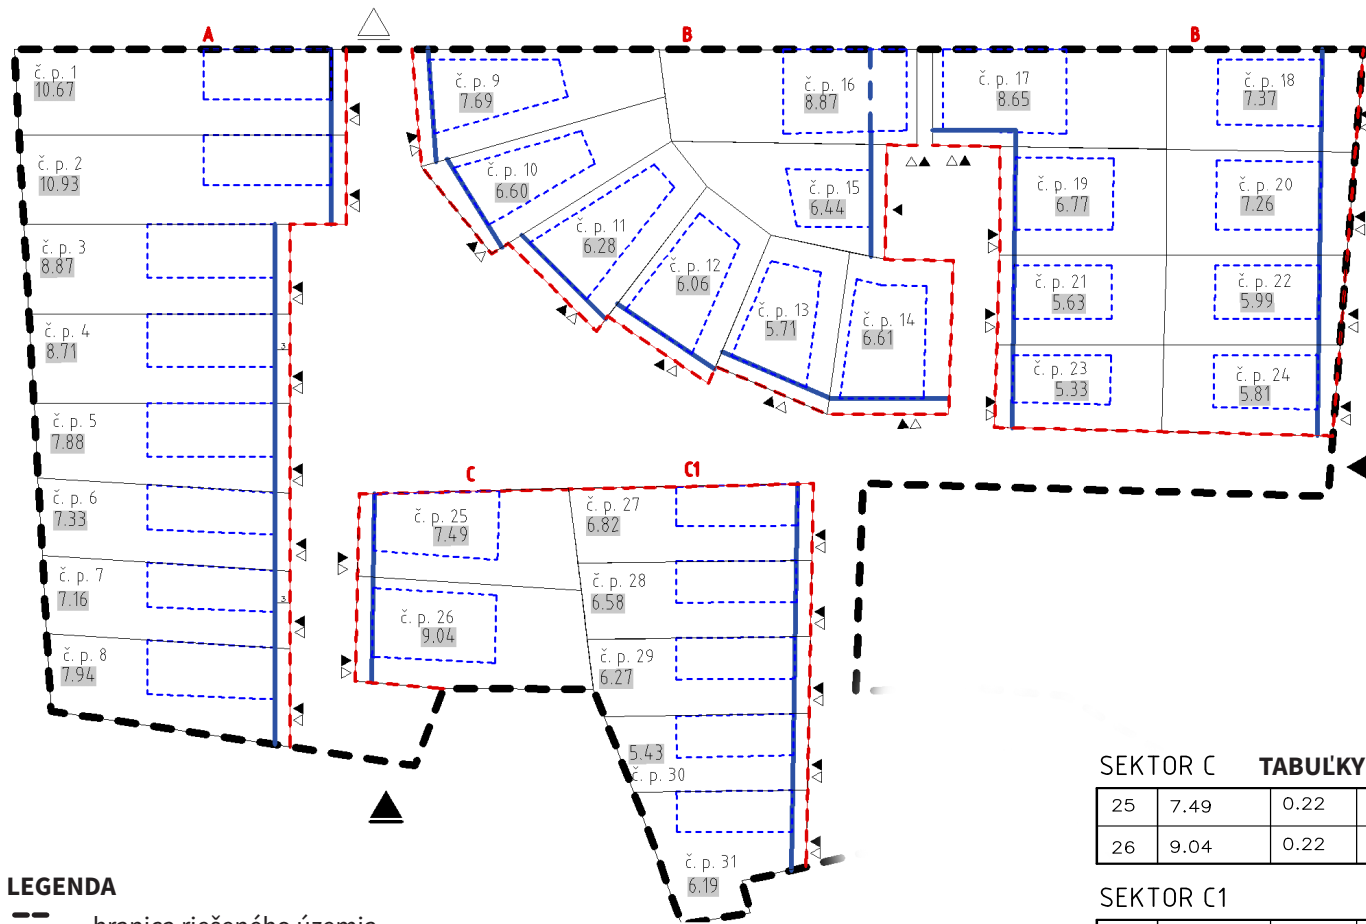 A
B
B
č. p. 1
10.67
č. p. 2
10.93
č. p. 3
8.87
č. p. 4
8.71
3
č. p. 5
7.88
č. p. 6
7.33
č. p. 7
7.16
3
č. p. 8
7.94
č. p. 9
7.69
č. p. 10
6.60
č. p. 11
6.28
č. p. 12
6.06
č. p. 13
5.71
č. p. 14
6.61
č. p. 15
6.44
č. p. 16
8.87
č. p. 17
8.65
č. p. 18
7.37
č. p. 19
6.77
č. p. 20
7.26
č. p. 21
5.63
č. p. 22
5.99
č. p. 23
5.33
č. p. 24
5.81
C
C1
č. p. 25
7.49
č. p. 26
9.04
č. p. 27
6.82
č. p. 28
6.58
č. p. 29
6.27
5.43
č. p. 30
č. p. 31
6.19
SEKTOR C TABUĽKY
25 7.49 0.22
26 9.04 0.22
SEKTOR C1
LEGENDA
hranica riešeného územia